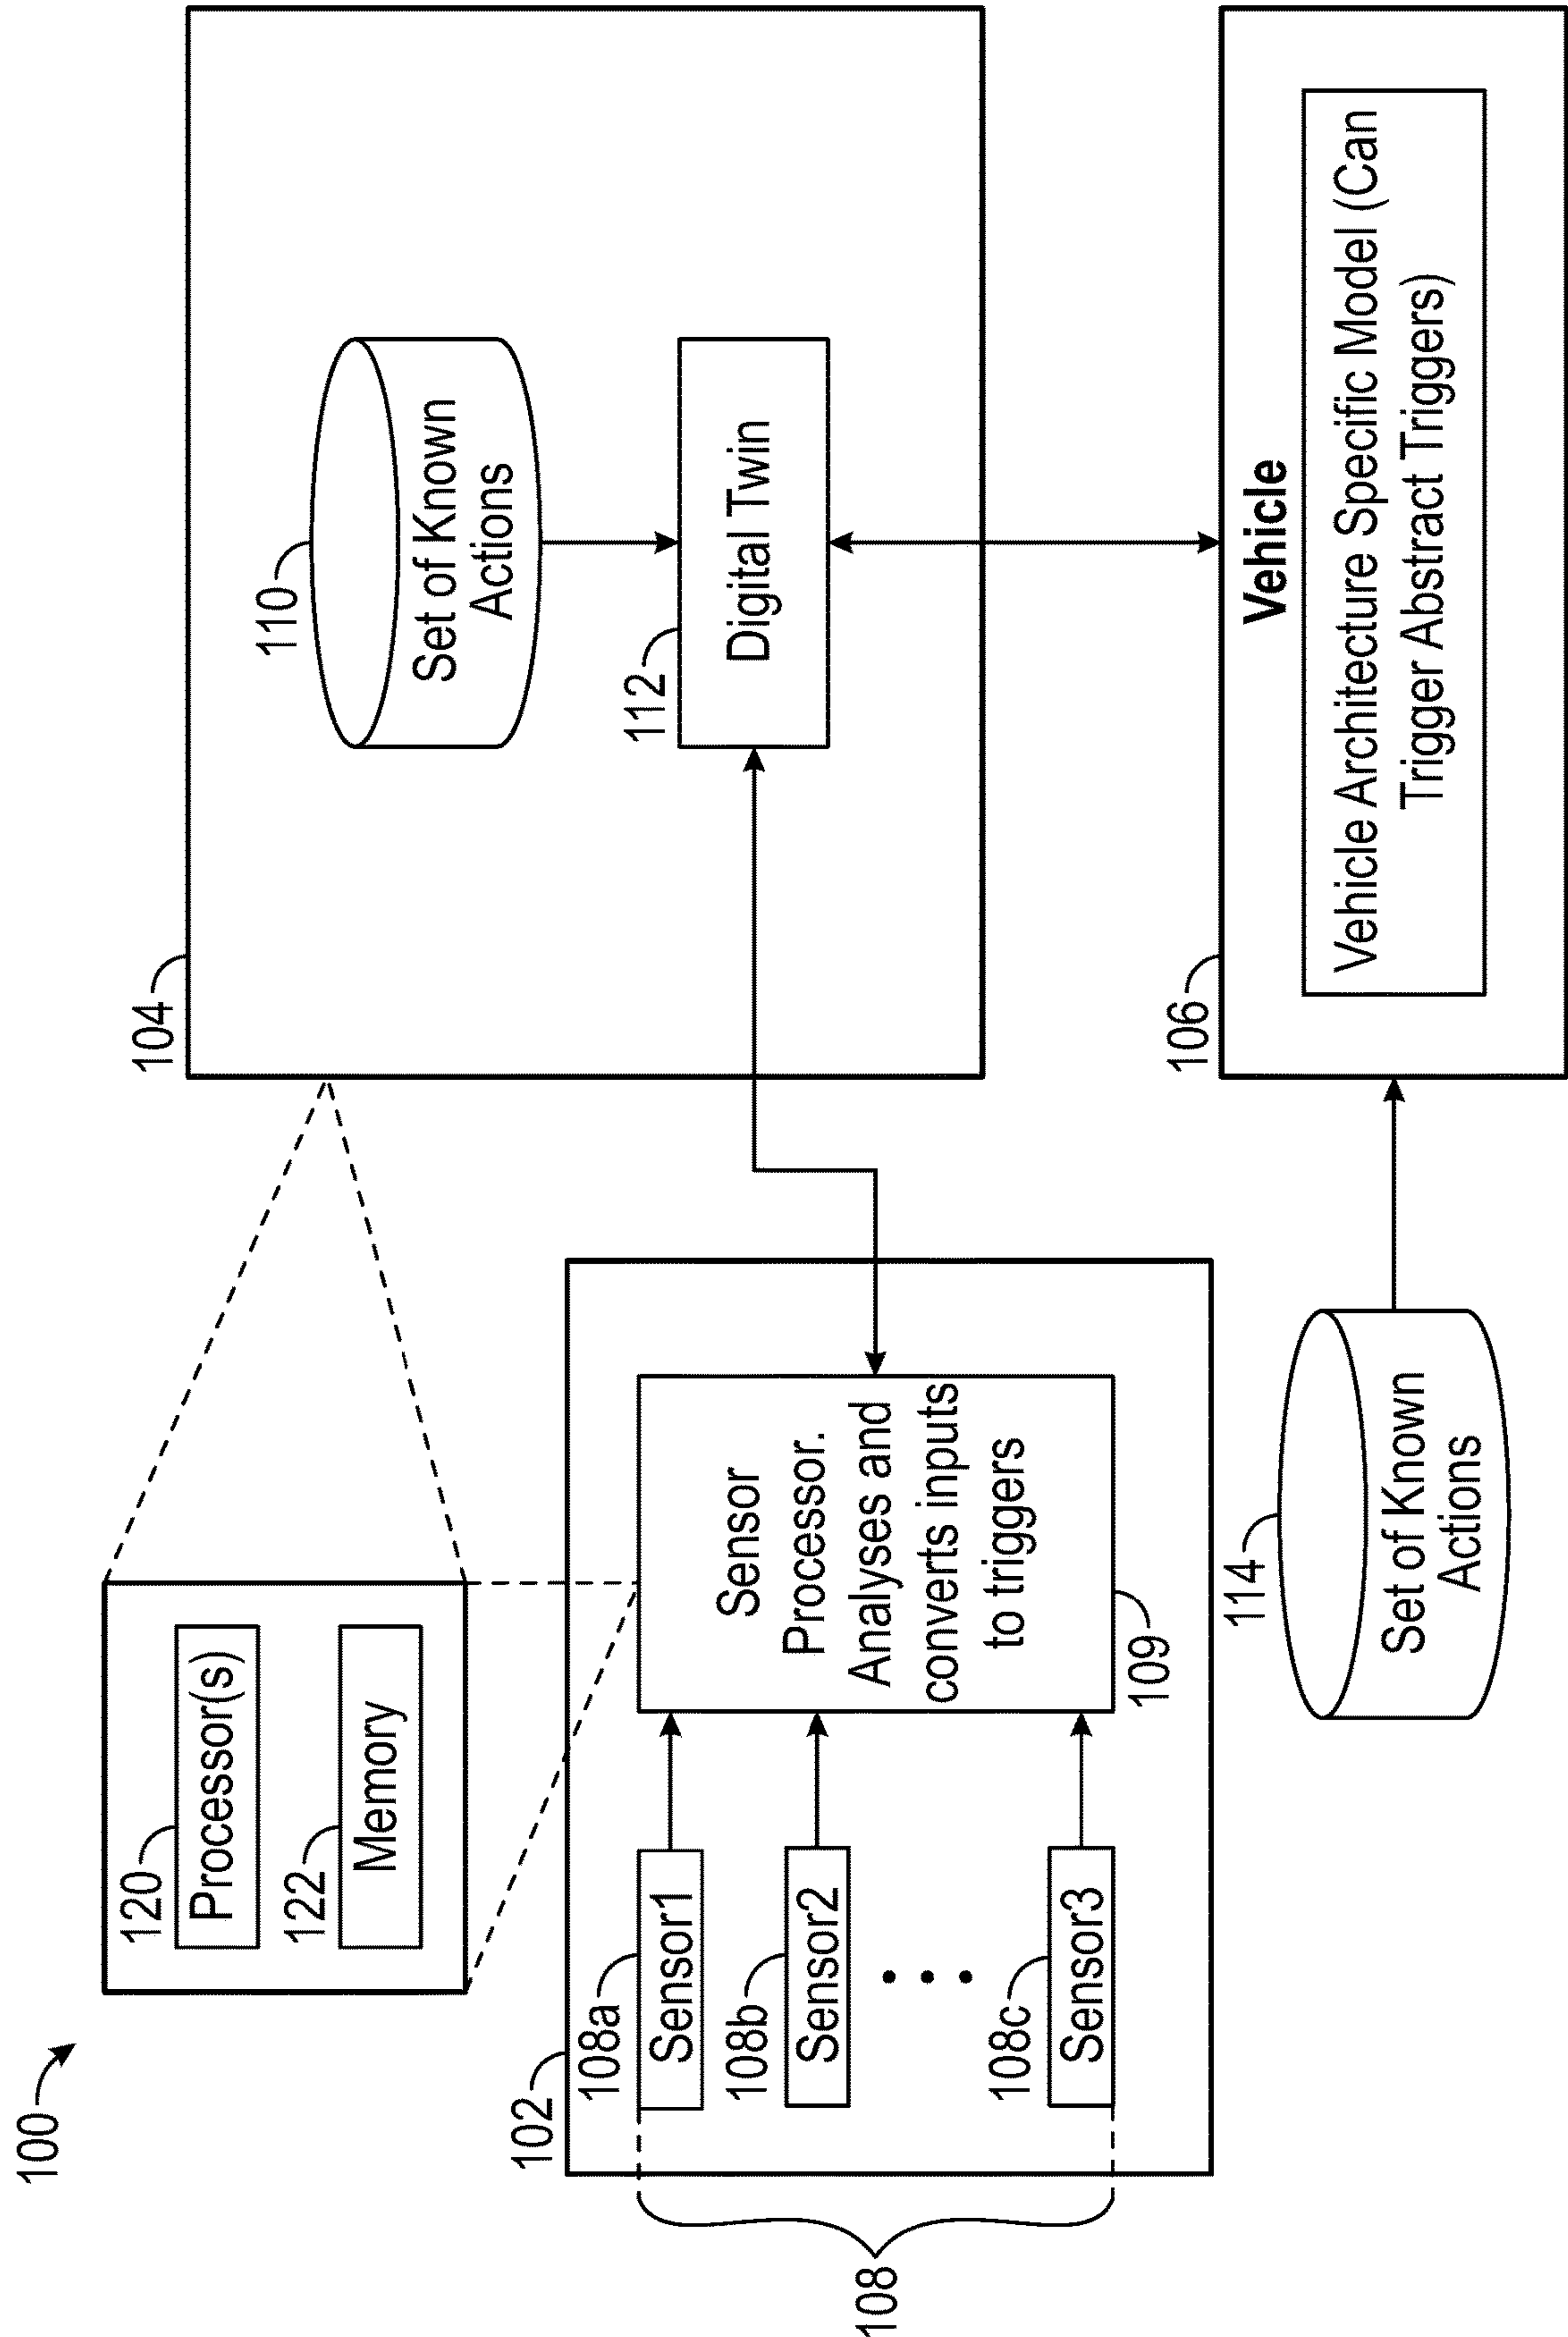 100
120
Processor(s)
122
Memory
104
110
Set of Known
Actions
112
Digital Twin
102
108a
Sensor1
108b
Sensor2
108c
Sensor3
108
Sensor
Processor.
Analyses and
converts inputs
to triggers
109
114
Set of Known
Actions
106
Vehicle
Vehicle Architecture Specific Model (Can
Trigger Abstract Triggers)